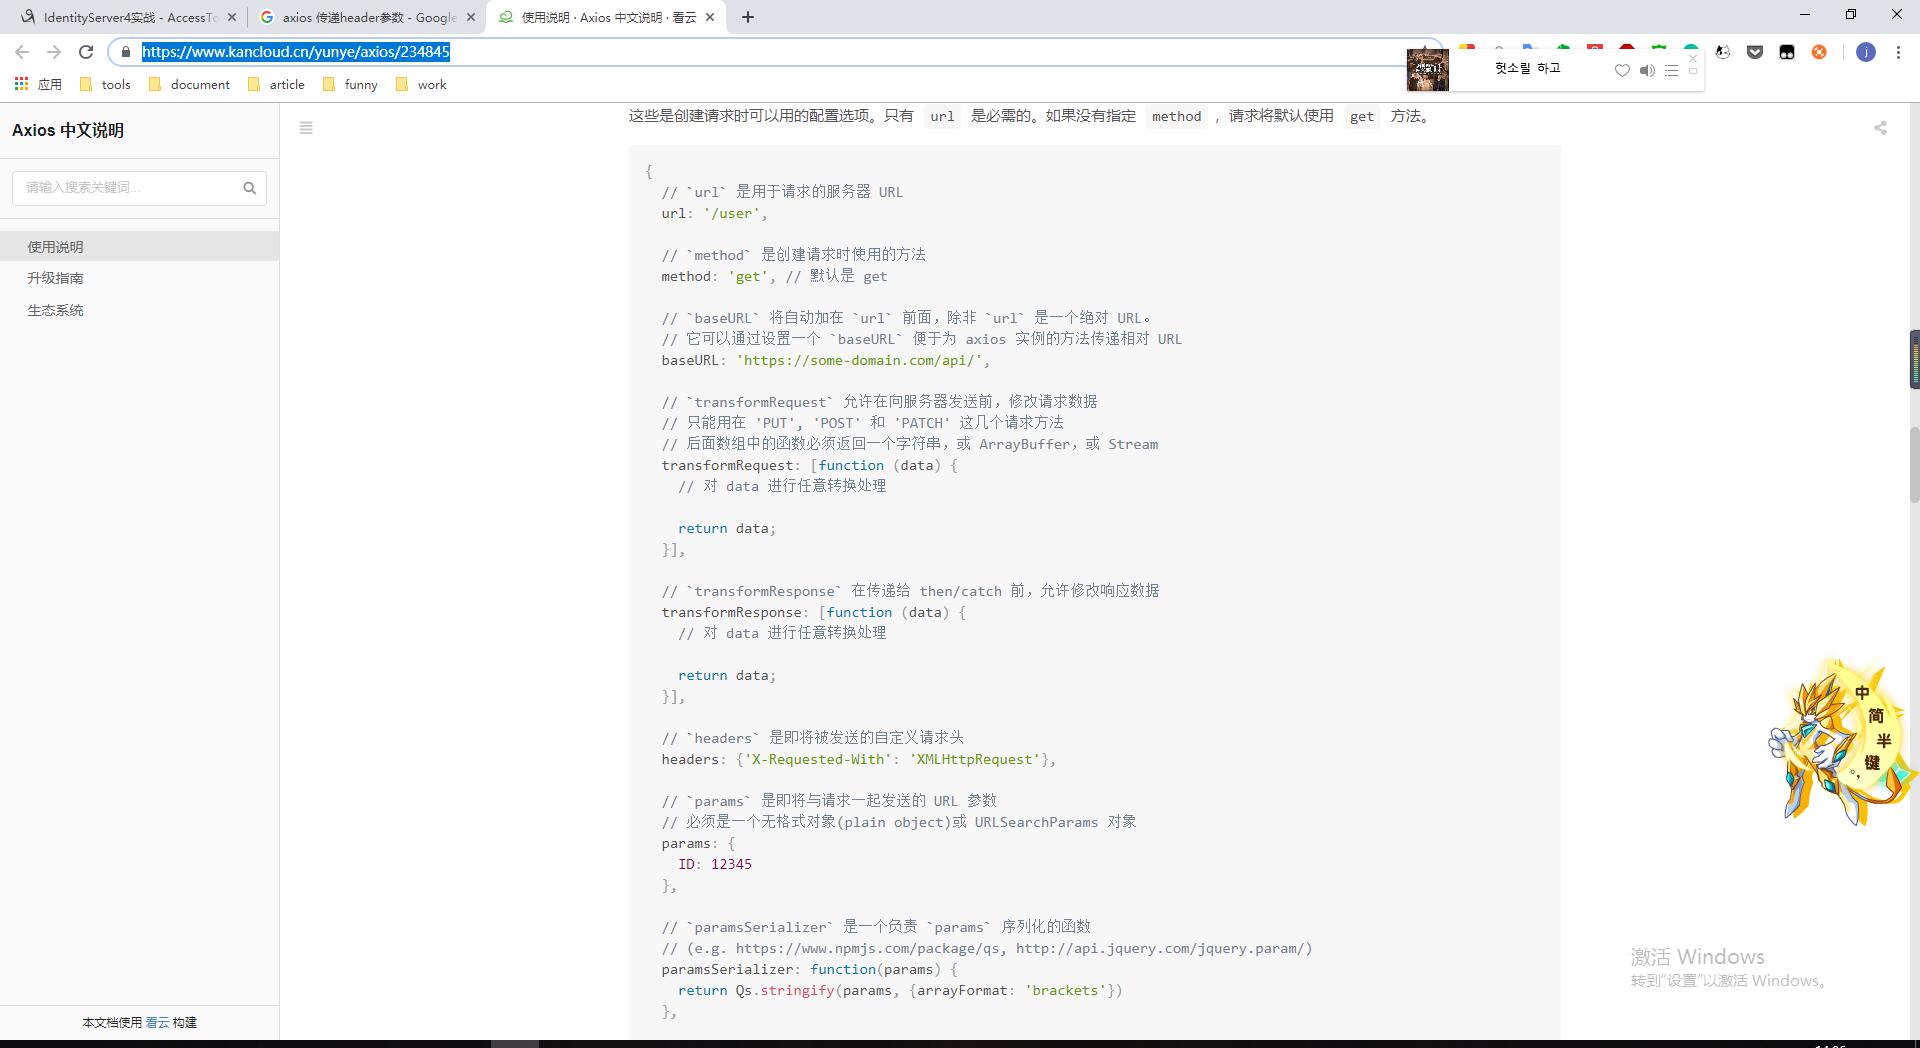 IdentityServer4实战 - AccessTo
axios 传递header参数 - Google
使用说明 · Axios 中文说明 · 看云
https://www.kancloud.cn/yunye/axios/234845
j
应用
tools
document
article
funny
work
헛소릴 하고
Axios 中文说明
请输入搜索关键词...
使用说明
升级指南
生态系统
本文档使用 看云 构建
这些是创建请求时可以用的配置选项。只有 url 是必需的。如果没有指定 method ，请求将默认使用 get 方法。
{
// `url` 是用于请求的服务器 URL
url: '/user',
// `method` 是创建请求时使用的方法
method: 'get', // 默认是 get
// `baseURL` 将自动加在 `url` 前面，除非 `url` 是一个绝对 URL。
// 它可以通过设置一个 `baseURL` 便于为 axios 实例的方法传递相对 URL
baseURL: 'https://some-domain.com/api/',
// `transformRequest` 允许在向服务器发送前，修改请求数据
// 只能用在 'PUT', 'POST' 和 'PATCH' 这几个请求方法
// 后面数组中的函数必须返回一个字符串，或 ArrayBuffer，或 Stream
transformRequest: [function (data) {
// 对 data 进行任意转换处理
return data;
}],
// `transformResponse` 在传递给 then/catch 前，允许修改响应数据
transformResponse: [function (data) {
// 对 data 进行任意转换处理
return data;
}],
// `headers` 是即将被发送的自定义请求头
headers: {'X-Requested-With': 'XMLHttpRequest'},
// `params` 是即将与请求一起发送的 URL 参数
// 必须是一个无格式对象(plain object)或 URLSearchParams 对象
params: {
ID: 12345
},
// `paramsSerializer` 是一个负责 `params` 序列化的函数
// (e.g. https://www.npmjs.com/package/qs, http://api.jquery.com/jquery.param/)
paramsSerializer: function(params) {
return Qs.stringify(params, {arrayFormat: 'brackets'})
},
中
简
半
键
激活 Windows
转到“设置”以激活 Windows。